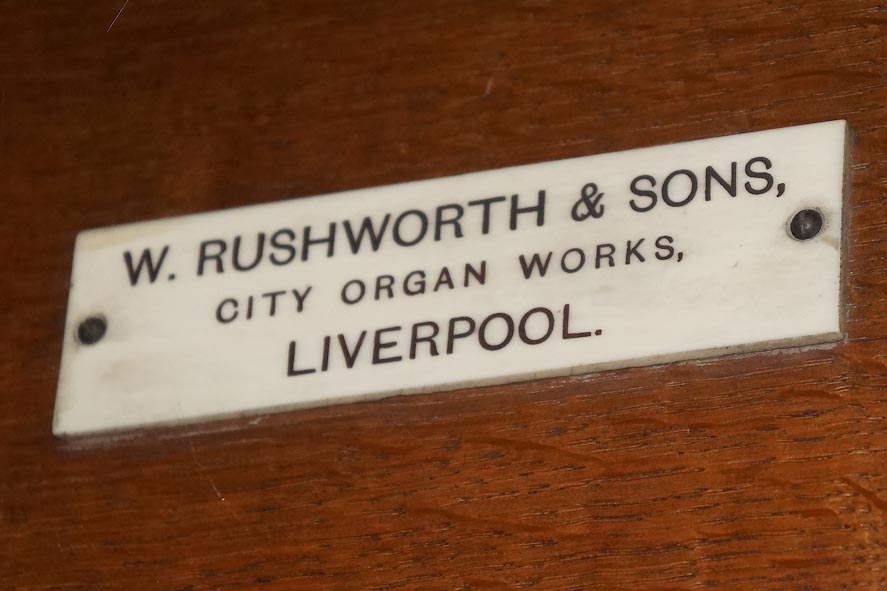 W. RUSHWORTH & SONS,
CITY ORGAN WORKS,
LIVERPOOL.